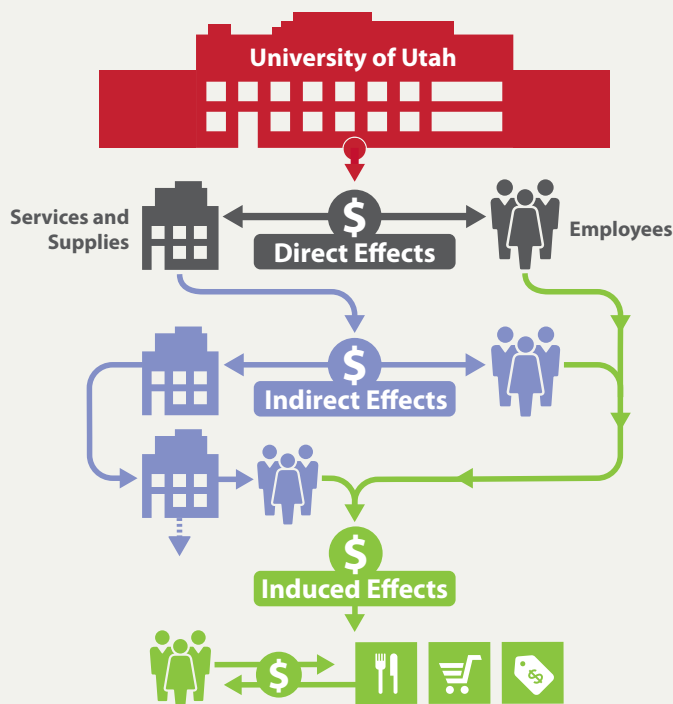 University of Utah
Services and
Supplies
$
Direct Effects
Employees
$
Indirect Effects
$
Induced Effects
$
$